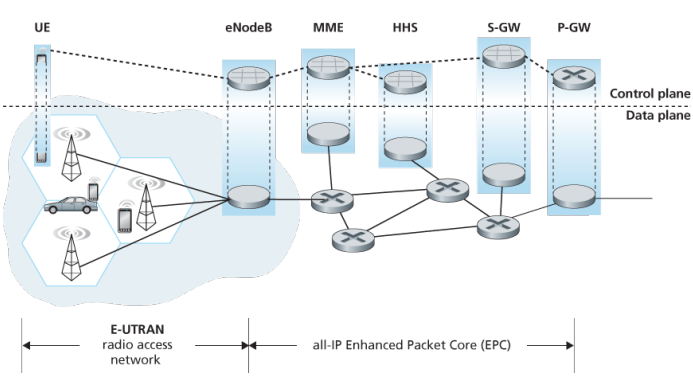 UE eNodeB MME HHS S-GW P-GW
Control plane
Data plane
E-UTRAN
radio access
network
all-IP Enhanced Packet Core (EPC)